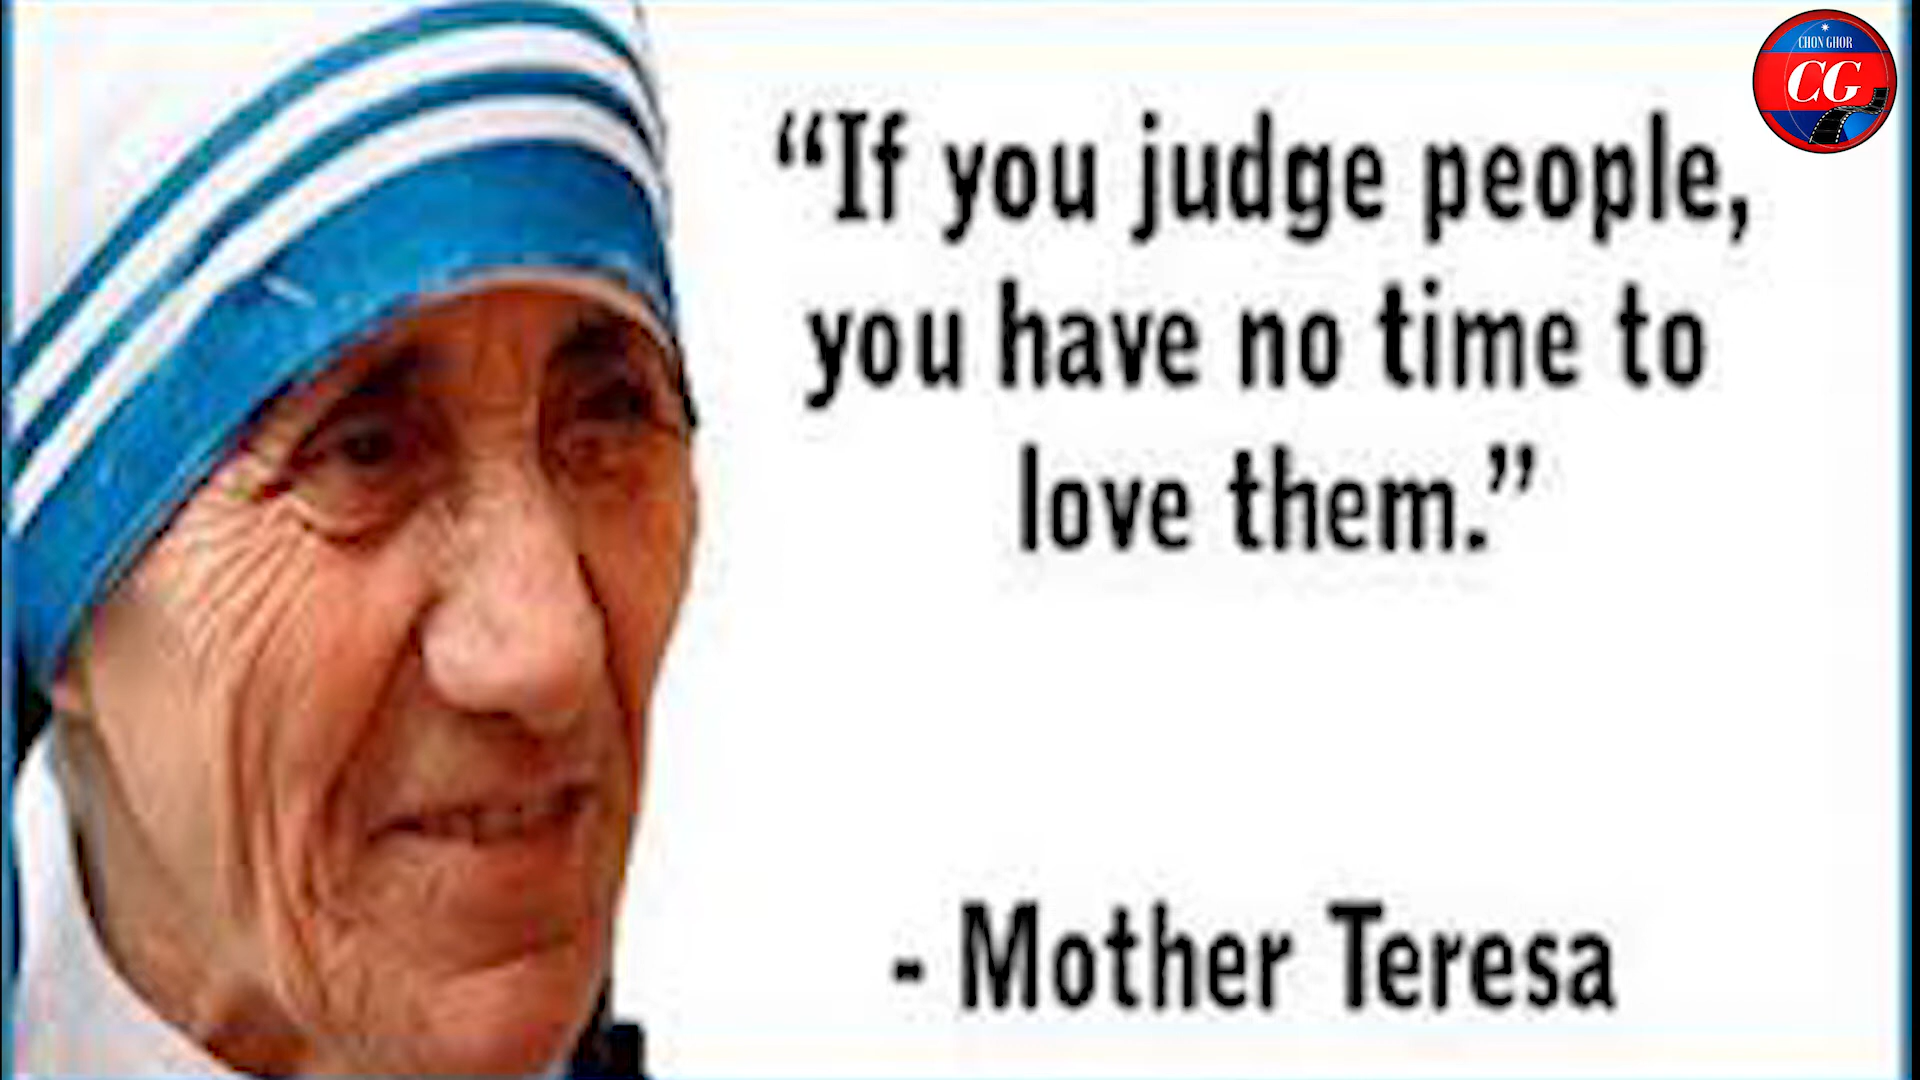 CHON GHOR
CG
“If you judge people,
you have no time to
love them.”
- Mother Teresa